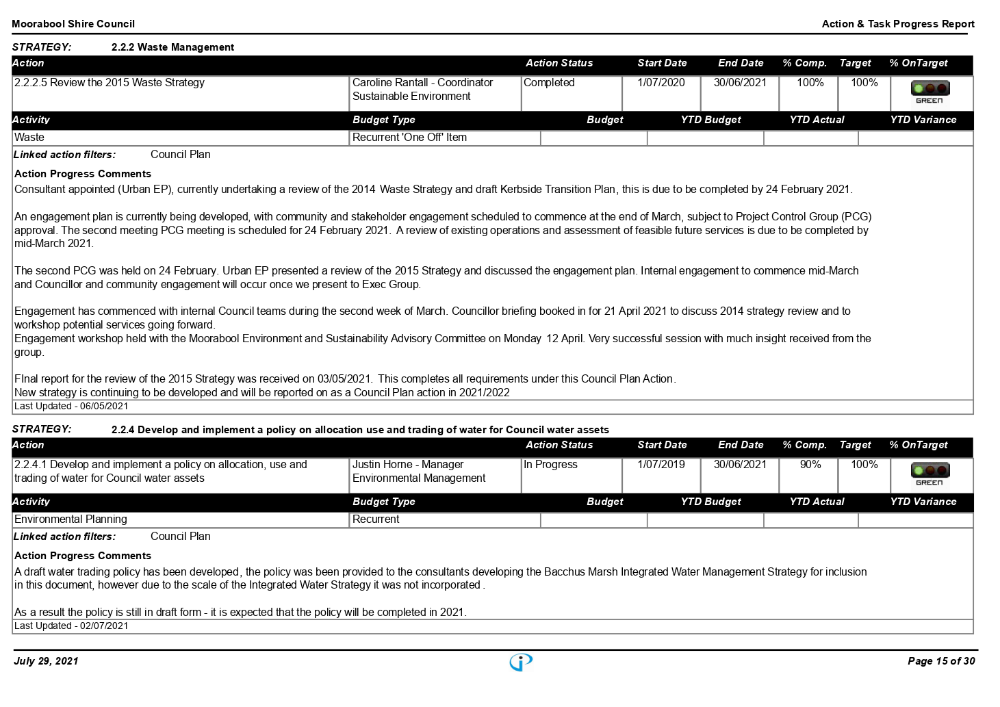 Moorabool Shire Council Action & Task Progress Report
STRATEGY: 2.2.2 Waste Management
Action Action Status Start Date End Date % Comp. Target % OnTarget
2.2.2.5 Review the 2015 Waste Strategy Caroline Rantall - Coordinator Completed 1/07/2020 30/06/2021 100% 100%
Sustainable Environment
GREEN
Activity Budget Type Budget YTD Budget YTD Actual YTD Variance
Waste Recurrent 'One Off' Item
Linked action filters: Council Plan
Action Progress Comments
Consultant appointed (Urban EP), currently undertaking a review of the 2014 Waste Strategy and draft Kerbside Transition Plan, this is due to be completed by 24 February 2021.
An engagement plan is currently being developed, with community and stakeholder engagement scheduled to commence at the end of March, subject to Project Control Group (PCG)
approval. The second meeting PCG meeting is scheduled for 24 February 2021. A review of existing operations and assessment of feasible future services is due to be completed by
mid-March 2021.
The second PCG was held on 24 February. Urban EP presented a review of the 2015 Strategy and discussed the engagement plan. Internal engagement to commence mid-March
and Councillor and community engagement will occur once we present to Exec Group.
Engagement has commenced with internal Council teams during the second week of March. Councillor briefing booked in for 21 April 2021 to discuss 2014 strategy review and to
workshop potential services going forward.
Engagement workshop held with the Moorabool Environment and Sustainability Advisory Committee on Monday 12 April. Very successful session with much insight received from the
group.
FInal report for the review of the 2015 Strategy was received on 03/05/2021. This completes all requirements under this Council Plan Action.
New strategy is continuing to be developed and will be reported on as a Council Plan action in 2021/2022
Last Updated - 06/05/2021
STRATEGY: 2.2.4 Develop and implement a policy on allocation use and trading of water for Council water assets
Action Action Status Start Date End Date % Comp. Target % OnTarget
2.2.4.1 Develop and implement a policy on allocation, use and Justin Horne - Manager In Progress 1/07/2019 30/06/2021 90% 100%
trading of water for Council water assets Environmental Management
GREEN
Activity Budget Type Budget YTD Budget YTD Actual YTD Variance
Environmental Planning Recurrent
Linked action filters: Council Plan
Action Progress Comments
A draft water trading policy has been developed, the policy was been provided to the consultants developing the Bacchus Marsh Integrated Water Management Strategy for inclusion
in this document, however due to the scale of the Integrated Water Strategy it was not incorporated .
As a result the policy is still in draft form - it is expected that the policy will be completed in 2021.
Last Updated - 02/07/2021
July 29, 2021 Page 15 of 30